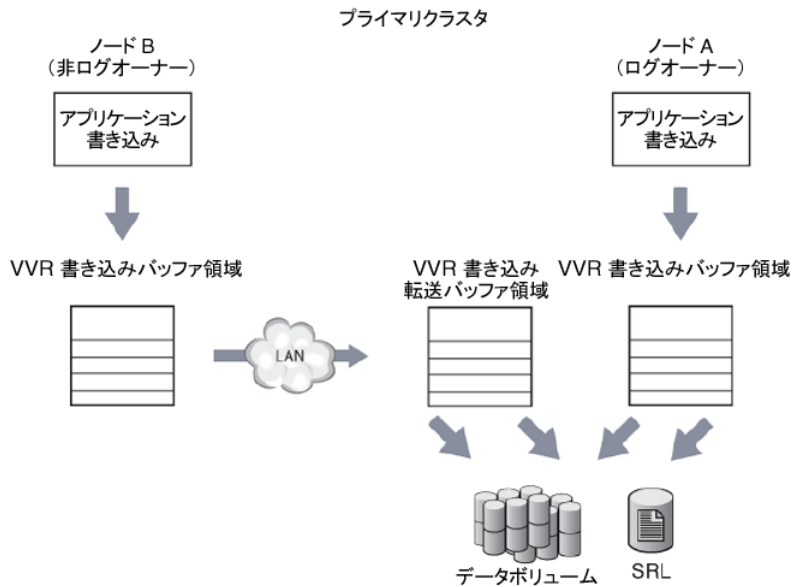 プライマリクラスタ
ノード B
（非ログオーナー）
ノード A
（ログオーナー）
アプリケーション
書き込み
アプリケーション
書き込み
VVR 書き込みバッファ領域
VVR 書き込み
転送バッファ領域
VVR 書き込みバッファ領域
LAN
データボリューム
SRL